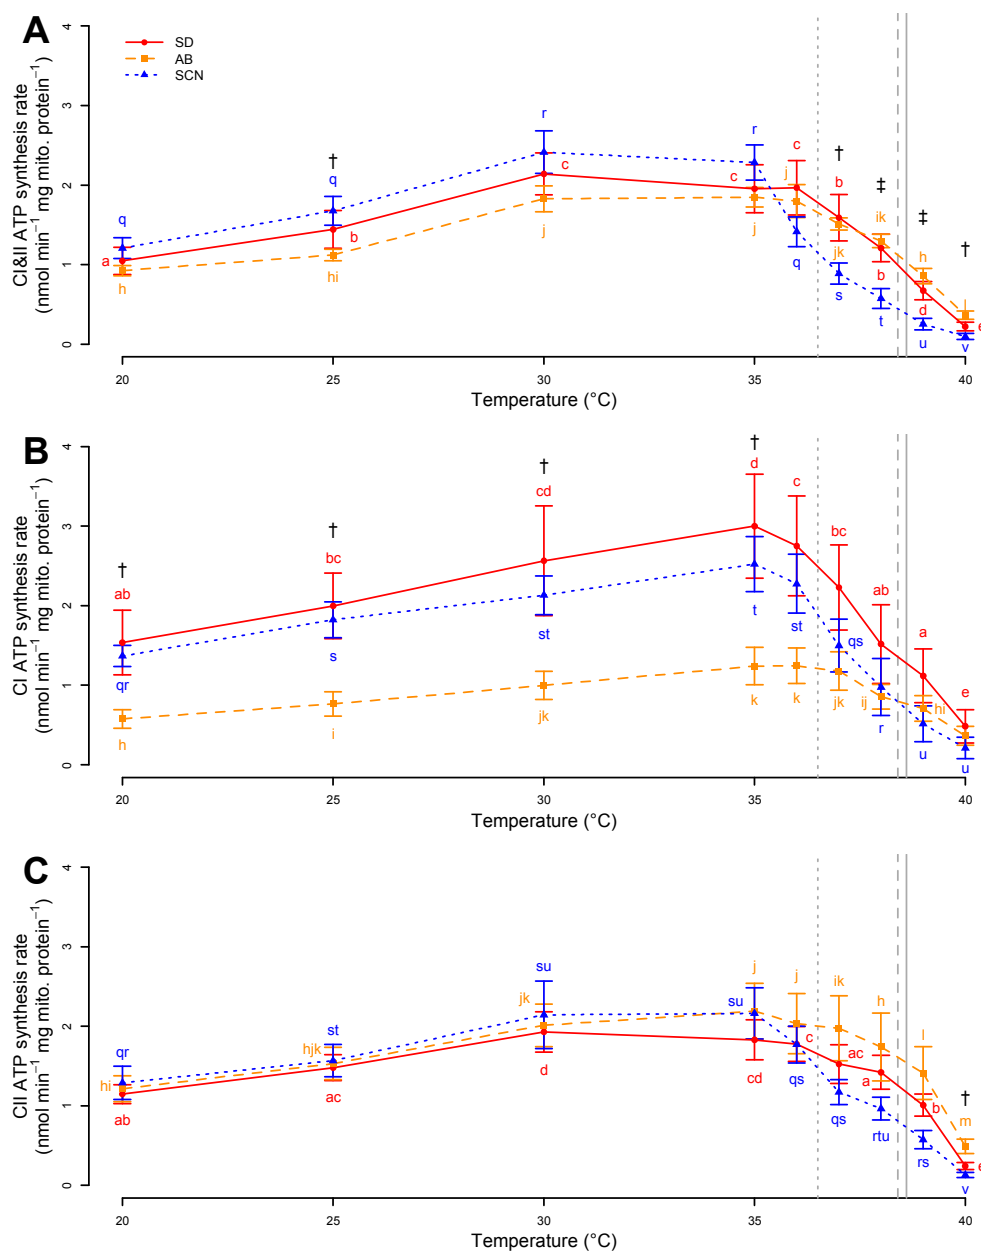 A
SD
AB
SCN
CI&II ATP synthesis rate
(nmol min−1 mg mito. protein−1)
4
3
2
1
0
a
q
h
†
q
b
hi
r
c
j
r
c
j
c
j
q
†
b
jk
s
‡
ik
b
t
‡
h
d
u
†
l
e
v
20
25
30
35
40
Temperature (°C)
B
CI ATP synthesis rate
(nmol min−1 mg mito. protein−1)
4
3
2
1
0
†
ab
qr
h
†
bc
s
i
†
cd
st
jk
†
d
t
k
c
st
k
bc
qs
jk
ab
ij
r
a
hi
u
e
u
20
25
30
35
40
Temperature (°C)
C
CII ATP synthesis rate
(nmol min−1 mg mito. protein−1)
4
3
2
1
0
qr
hi
ab
st
hjk
ac
su
jk
d
j
su
cd
j
c
qs
ik
ac
qs
h
a
rtu
l
b
rs
†
m
e
v
20
25
30
35
40
Temperature (°C)